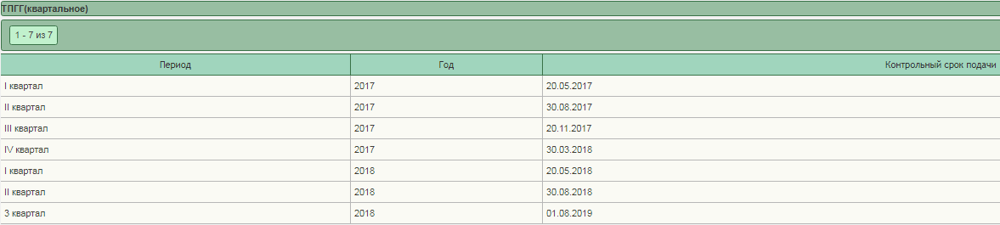 ТПГГ(квартальное)
1 - 7 из 7
Период Год Контрольный срок подачи
I квартал 2017 20.05.2017
II квартал 2017 30.08.2017
III квартал 2017 20.11.2017
IV квартал 2017 30.03.2018
I квартал 2018 20.05.2018
II квартал 2018 30.08.2018
3 квартал 2018 01.08.2019